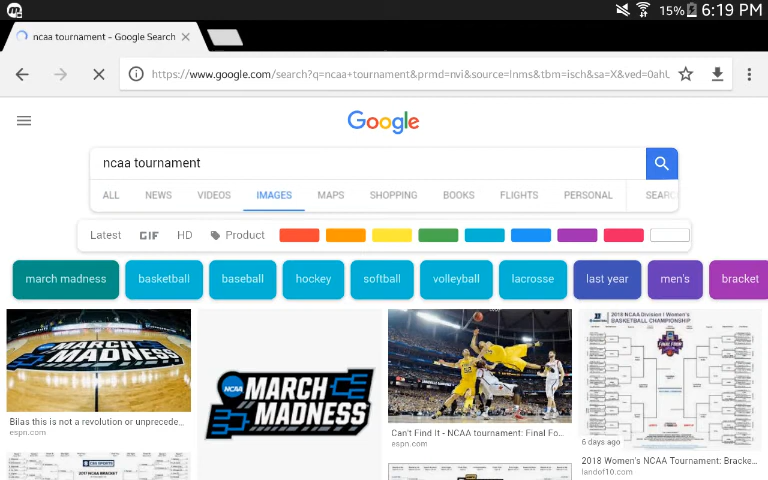 15% 6:19 PM
ncaa tournament - Google Search
https://www.google.com/search?q=ncaa+tournament&prmd=nvi&source=lnms&tbm=isch&sa=X&ved=0ahU
Google
ncaa tournament
ALL NEWS VIDEOS IMAGES MAPS SHOPPING BOOKS FLIGHTS PERSONAL SEARC
Latest GIF HD Product
march madness basketball baseball hockey softball volleyball lacrosse last year men's bracket
MARCH MADNESS
Bilas this is not a revolution or unprecede...
espn.com
NCAA
MARCH
MADNESS
Can't Find It - NCAA tournament: Final Fo...
espn.com
2018 NCAA Division I Women's
BASKETBALL CHAMPIONSHIP
FINAL FOUR
6 days ago
2018 Women's NCAA Tournament: Bracke...
landof10.com
CBS SPORTS